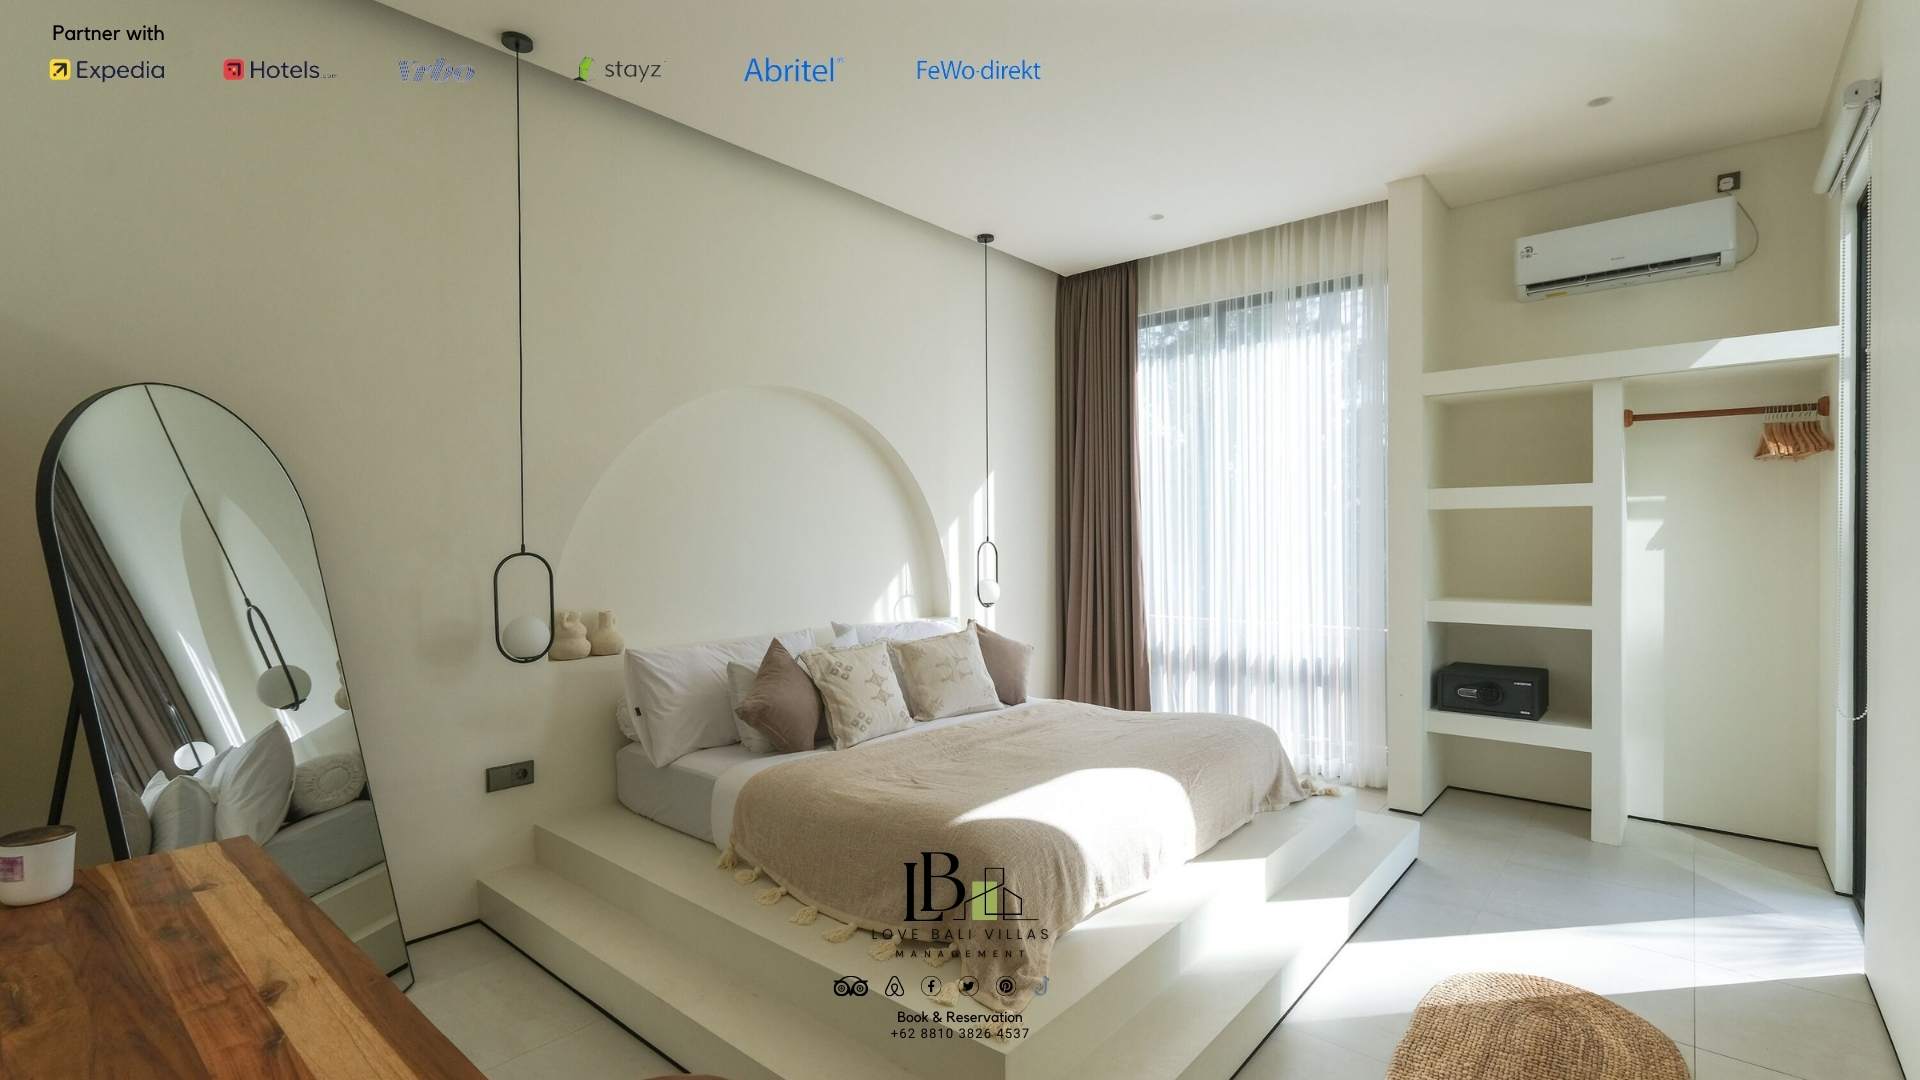 Partner with
Expedia
Hotels.com
Vrbo
stayz
Abritel®
FeWo-direkt
LB
LOVE BALI VILLAS
MANAGEMENT
Book & Reservation
+62 8810 3826 4537